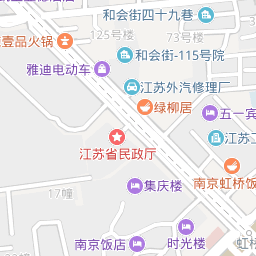 和会街四十九巷
125号楼
73号楼
壹品火锅
和会街-115号院
雅迪电动车
江苏外汽修理厂
绿柳居
五一宾
江苏省民政厅
江苏
17幢
集庆楼
南京虹桥饭
南京饭店
时光楼
虹